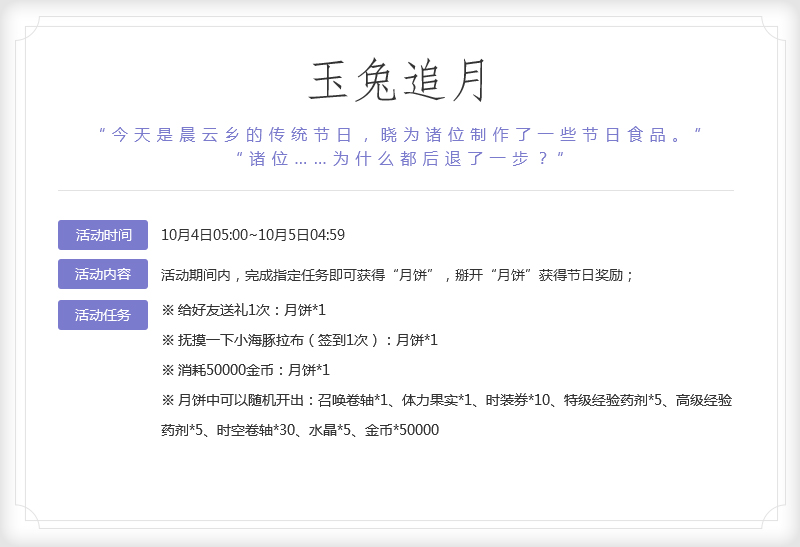 玉兔追月
“今天是晨云乡的传统节日，晓为诸位制作了一些节日食品。“
“诸位……为什么都后退了一步？“
活动时间 10月4日05:00~10月5日04:59
活动内容 活动期间内，完成指定任务即可获得“月饼”，掰开“月饼”获得节日奖励；
活动任务 ※ 给好友送礼1次：月饼*1
※ 抚摸一下小海豚拉布（签到1次）：月饼*1
※ 消耗50000金币：月饼*1
※ 月饼中可以随机开出：召唤卷轴*1、体力果实*1、时装券*10、特级经验药剂*5、高级经验
药剂*5、时空卷轴*30、水晶*5、金币*50000